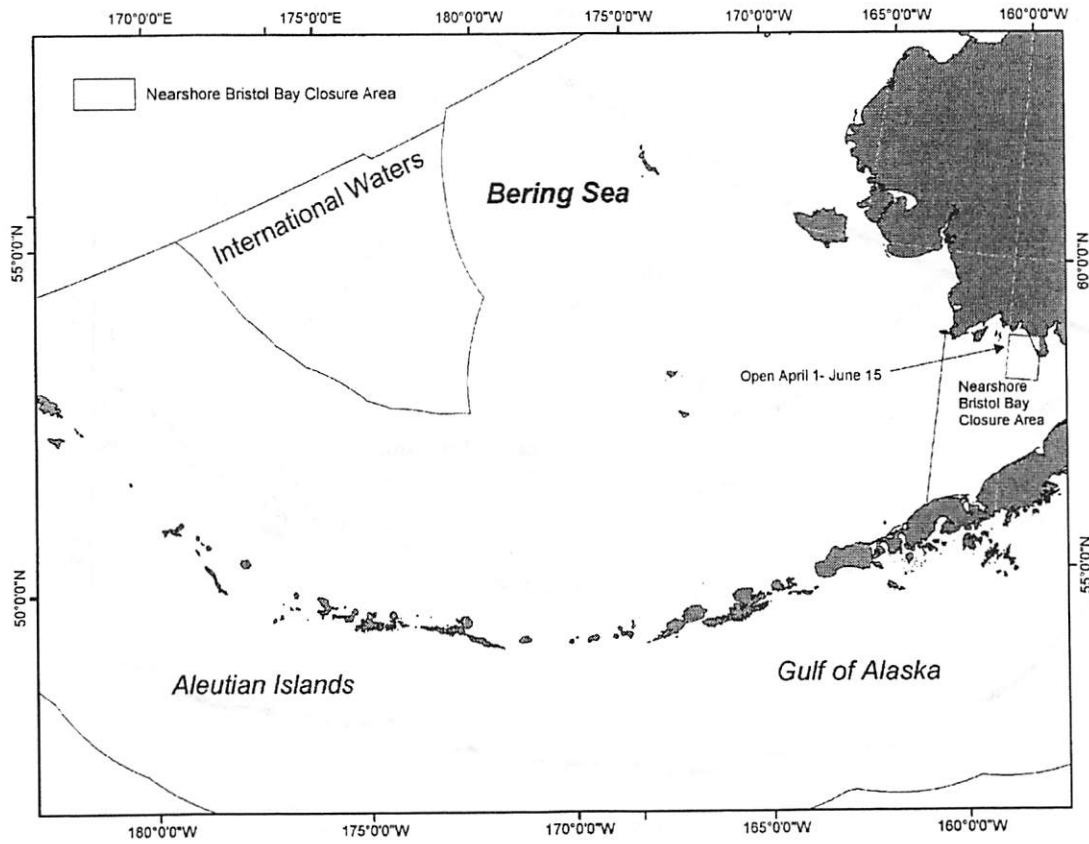 170°0'0"E 175°0'0"E 180°0'0"W 175°0'0"W 170°0'0"W 165°0'0"W 160°0'0"W
Nearshore Bristol Bay Closure Area
International Waters
Bering Sea
55°0'0"N
60°0'0"N
Open April 1- June 15
Nearshore
Bristol Bay
Closure Area
50°0'0"N
55°0'0"N
Aleutian Islands
Gulf of Alaska
180°0'0"W 175°0'0"W 170°0'0"W 165°0'0"W 160°0'0"W